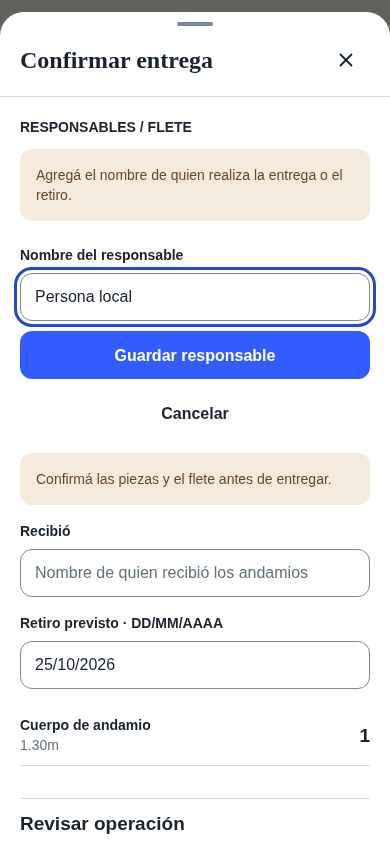 Confirmar entrega
RESPONSABLES / FLETE
Agregá el nombre de quien realiza la entrega o el
retiro.
Nombre del responsable
Persona local
Guardar responsable
Cancelar
Confirmá las piezas y el flete antes de entregar.
Recibió
Nombre de quien recibió los andamios
Retiro previsto · DD/MM/AAAA
25/10/2026
Cuerpo de andamio
1
1.30m
Revisar operación